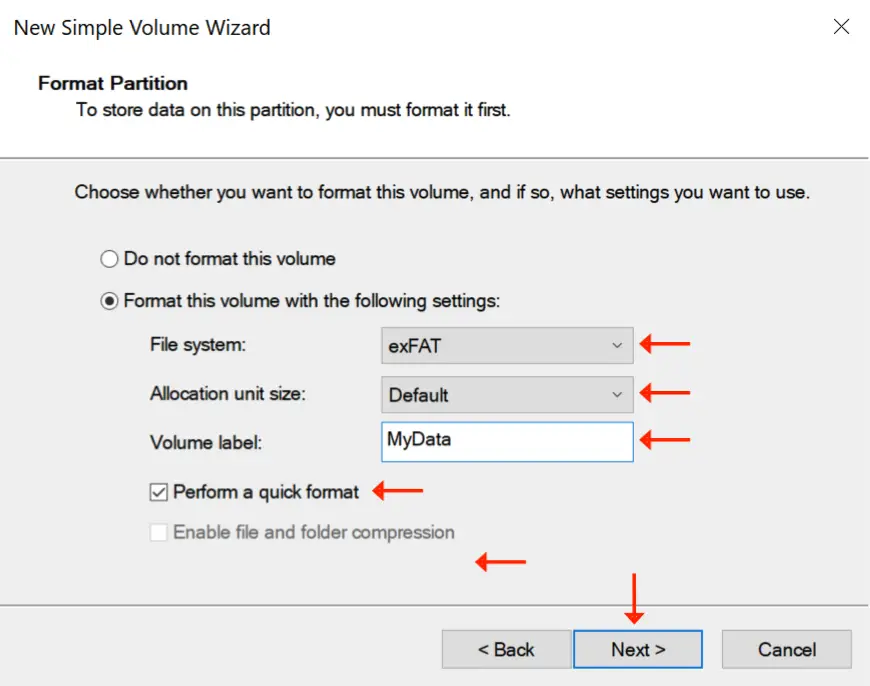 New Simple Volume Wizard
Format Partition
To store data on this partition, you must format it first.
Choose whether you want to format this volume, and if so, what settings you want to use.
Do not format this volume
Format this volume with the following settings:
File system: exFAT
Allocation unit size: Default
Volume label: MyData
Perform a quick format
Enable file and folder compression
< Back Next > Cancel